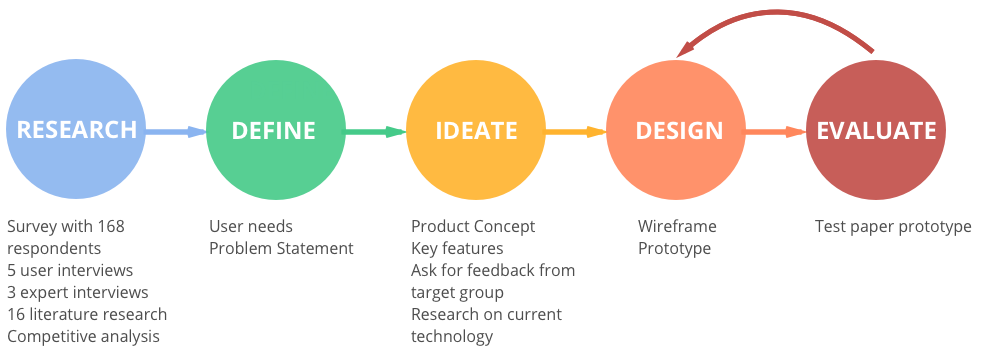 RESEARCH
DEFINE
IDEATE
DESIGN
EVALUATE
Survey with 168
respondents
5 user interviews
3 expert interviews
16 literature research
Competitive analysis
User needs
Problem Statement
Product Concept
Key features
Ask for feedback from
target group
Research on current
technology
Wireframe
Prototype
Test paper prototype